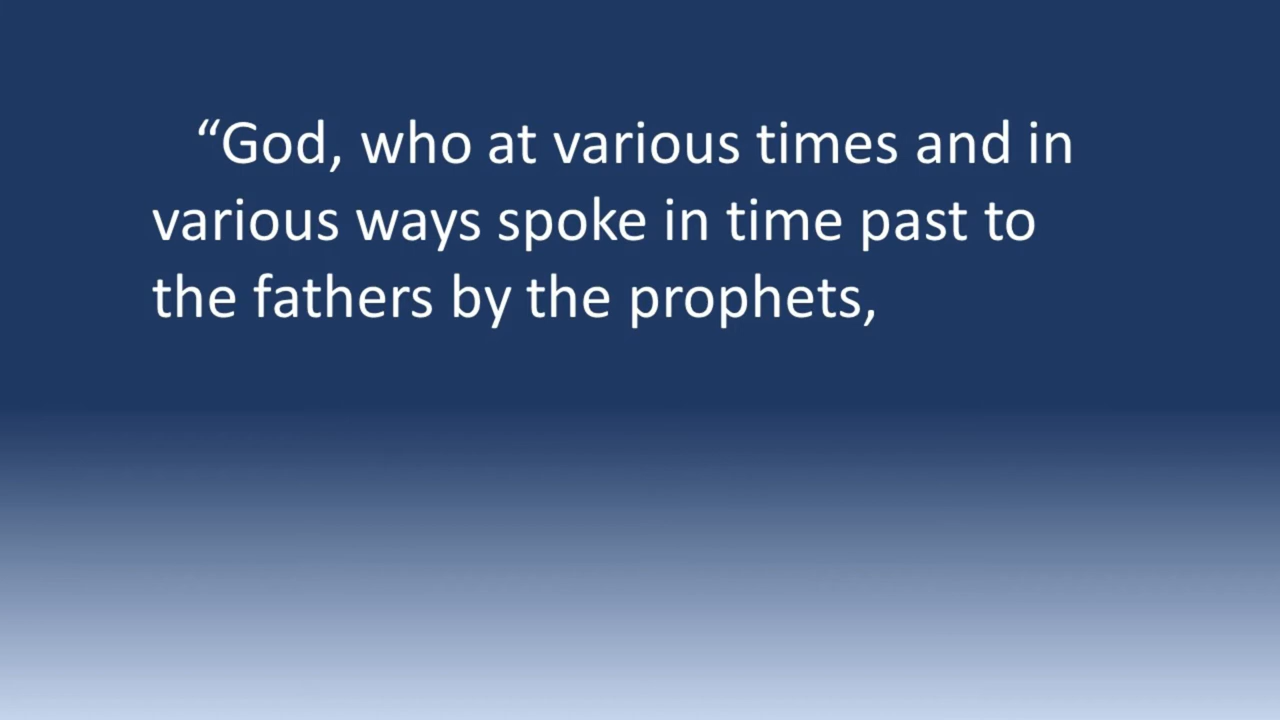 “God, who at various times and in
various ways spoke in time past to
the fathers by the prophets,